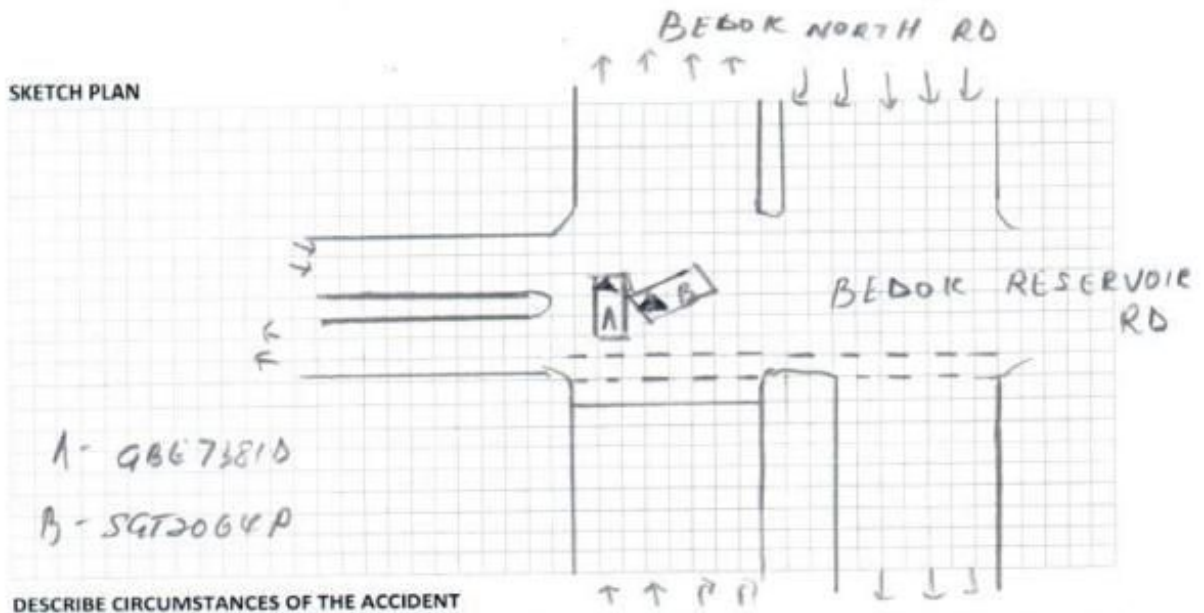 BEDOK NORTH RD
SKETCH PLAN
BEDOK RESERVOIR
RD
A
B
A - GBG7381D
B - SGT2064P
DESCRIBE CIRCUMSTANCES OF THE ACCIDENT